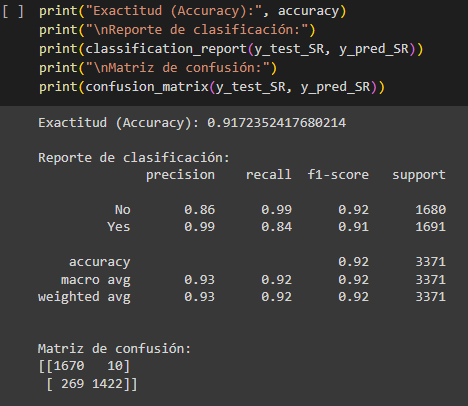 [ ] print("Exactitud (Accuracy):", accuracy)
print("\nReporte de clasificación:")
print(classification_report(y_test_SR, y_pred_SR))
print("\nMatriz de confusión:")
print(confusion_matrix(y_test_SR, y_pred_SR))
Exactitud (Accuracy): 0.9172352417680214
Reporte de clasificación:
precision recall f1-score support
No 0.86 0.99 0.92 1680
Yes 0.99 0.84 0.91 1691
accuracy 0.92 3371
macro avg 0.93 0.92 0.92 3371
weighted avg 0.93 0.92 0.92 3371
Matriz de confusión:
[[1670 10]
[ 269 1422]]